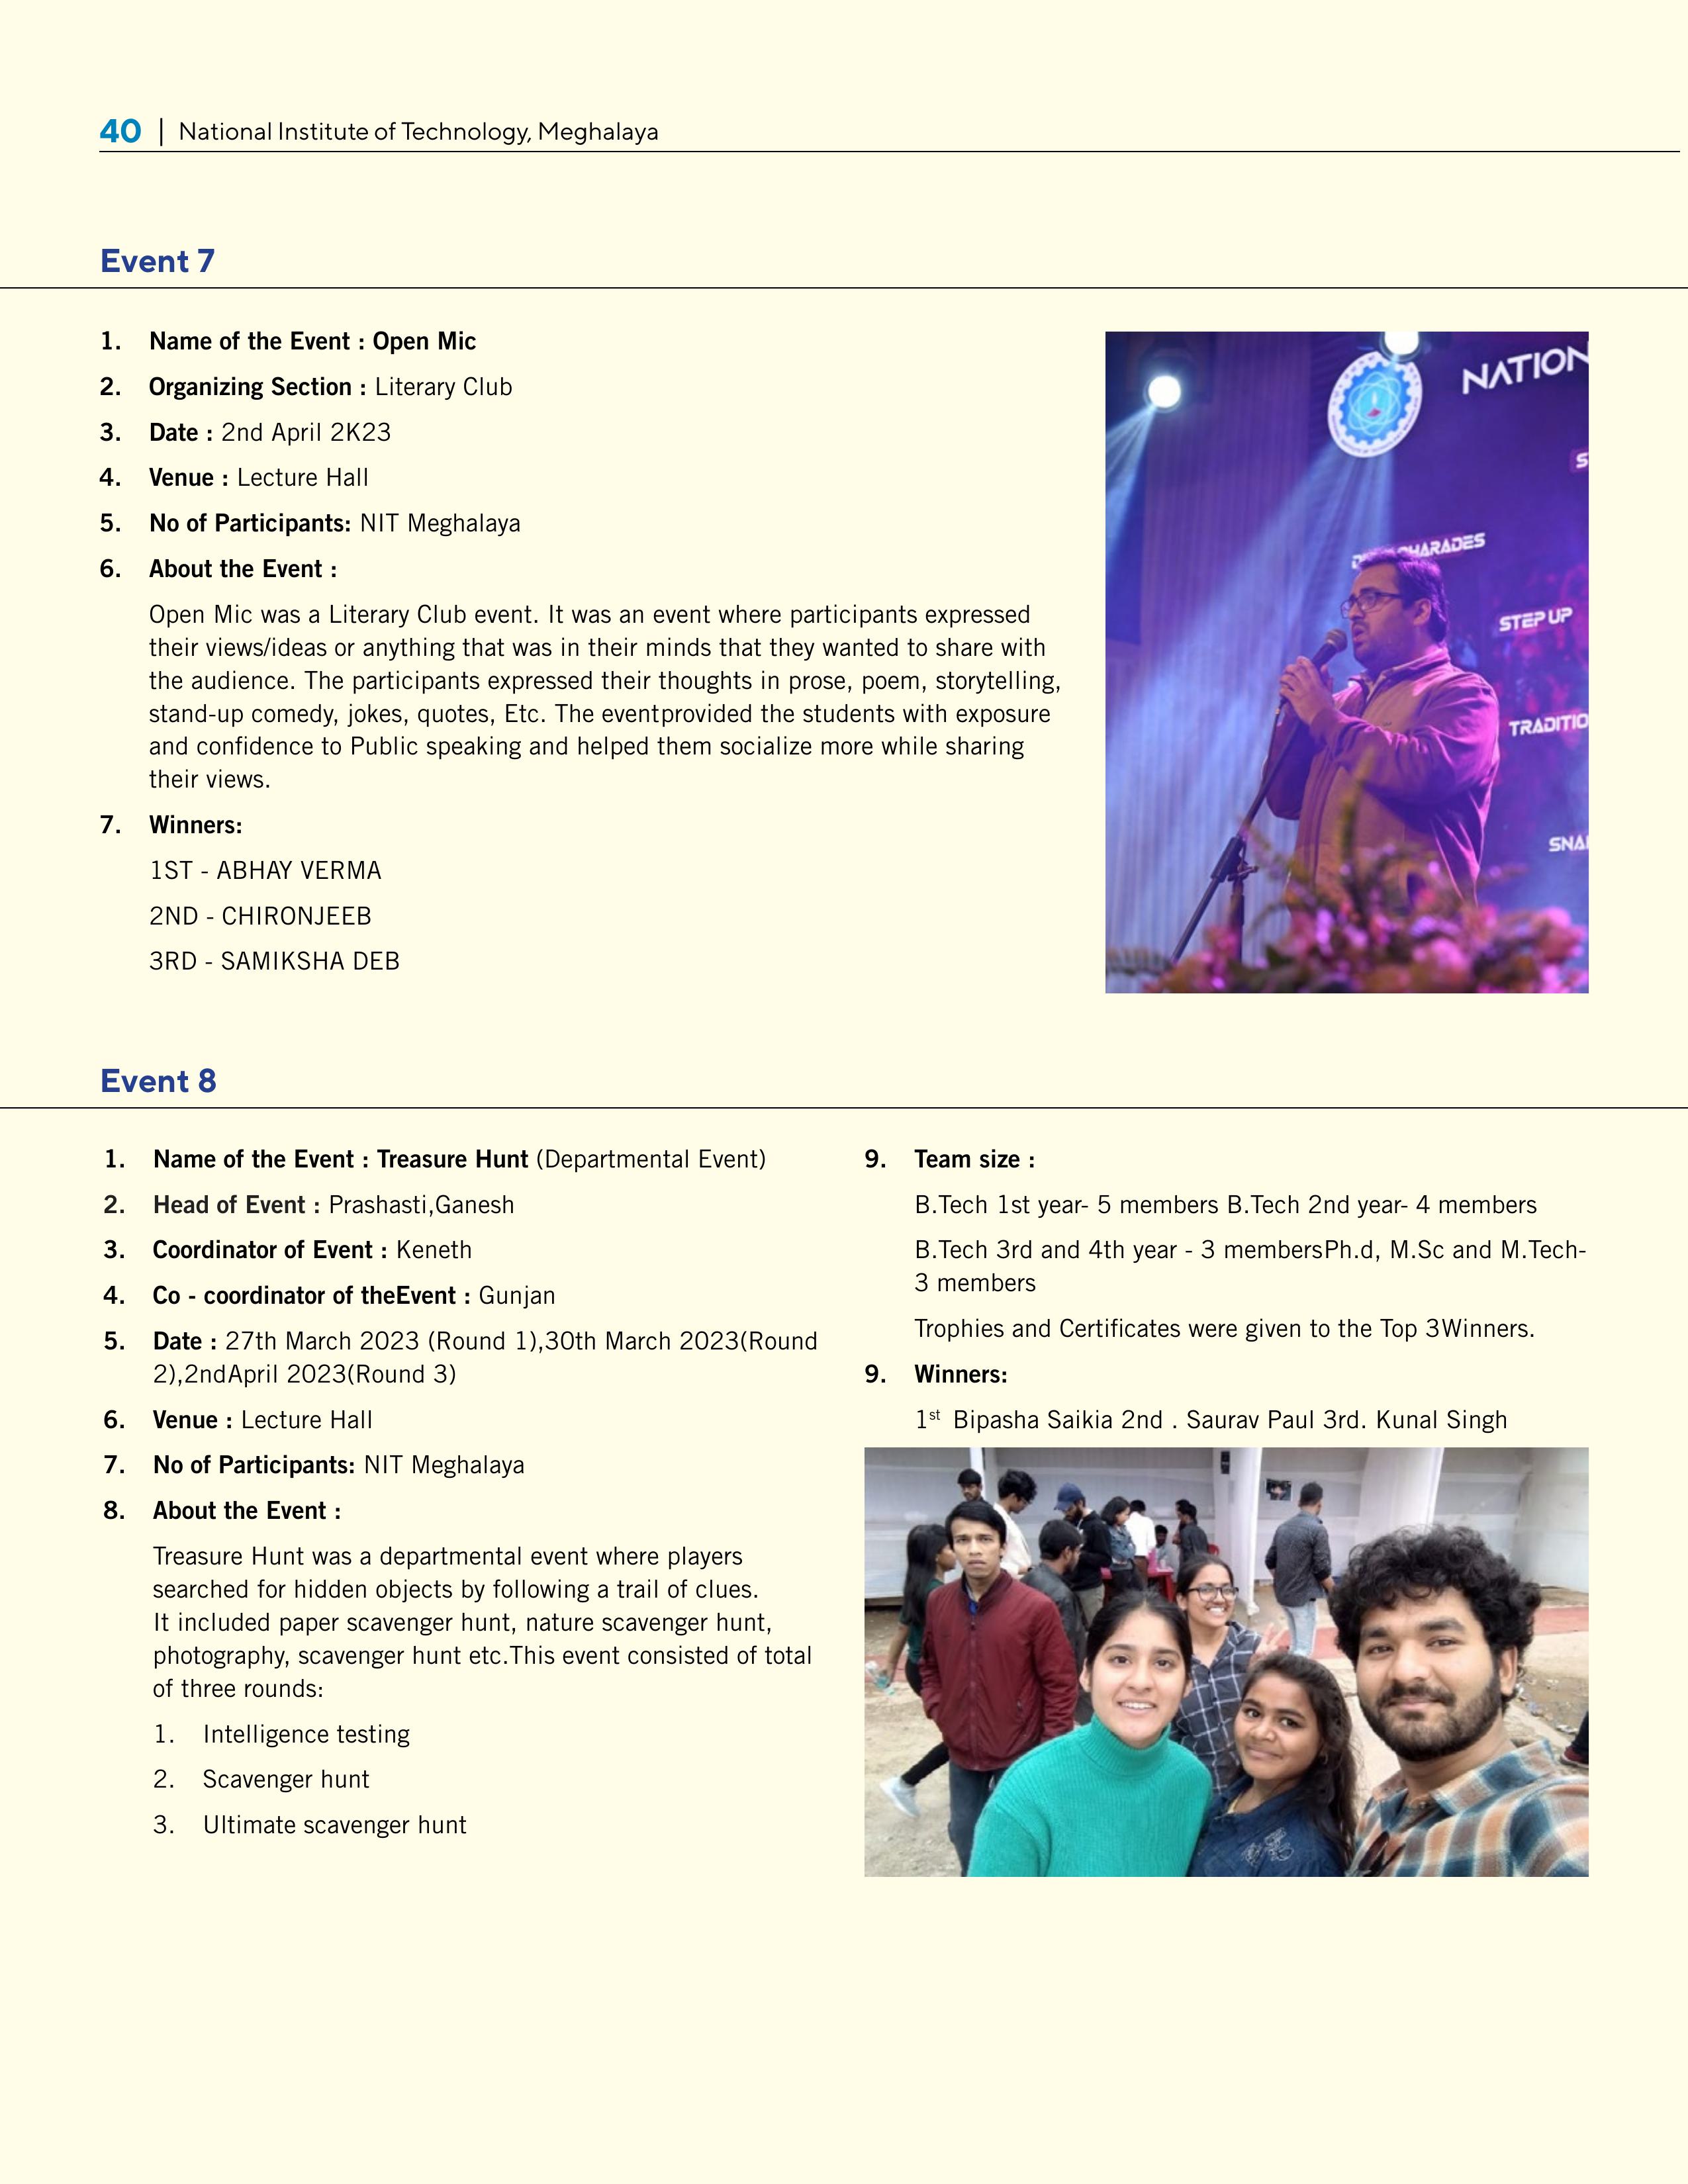 40 | National Institute of Technology, Meghalaya
Event 7
1. Name of the Event : Open Mic
2. Organizing Section : Literary Club
3. Date : 2nd April 2K23
4. Venue : Lecture Hall
5. No of Participants: NIT Meghalaya
6. About the Event :
Open Mic was a Literary Club event. It was an event where participants expressed
their views/ideas or anything that was in their minds that they wanted to share with
the audience. The participants expressed their thoughts in prose, poem, storytelling,
stand-up comedy, jokes, quotes, Etc. The eventprovided the students with exposure
and confidence to Public speaking and helped them socialize more while sharing
their views.
7. Winners:
1ST - ABHAY VERMA
2ND - CHIRONJEEB
3RD - SAMIKSHA DEB
NATION
STEP UP
TRADITIO
SNA
Event 8
1. Name of the Event : Treasure Hunt (Departmental Event)
2. Head of Event : Prashasti,Ganesh
3. Coordinator of Event : Keneth
4. Co - coordinator of theEvent : Gunjan
5. Date : 27th March 2023 (Round 1),30th March 2023(Round
2),2ndApril 2023(Round 3)
6. Venue : Lecture Hall
7. No of Participants: NIT Meghalaya
8. About the Event :
Treasure Hunt was a departmental event where players
searched for hidden objects by following a trail of clues.
It included paper scavenger hunt, nature scavenger hunt,
photography, scavenger hunt etc.This event consisted of total
of three rounds:
1. Intelligence testing
2. Scavenger hunt
3. Ultimate scavenger hunt
9. Team size :
B.Tech 1st year- 5 members B.Tech 2nd year- 4 members
B.Tech 3rd and 4th year - 3 membersPh.d, M.Sc and M.Tech-
3 members
Trophies and Certificates were given to the Top 3Winners.
9. Winners:
1st Bipasha Saikia 2nd . Saurav Paul 3rd. Kunal Singh